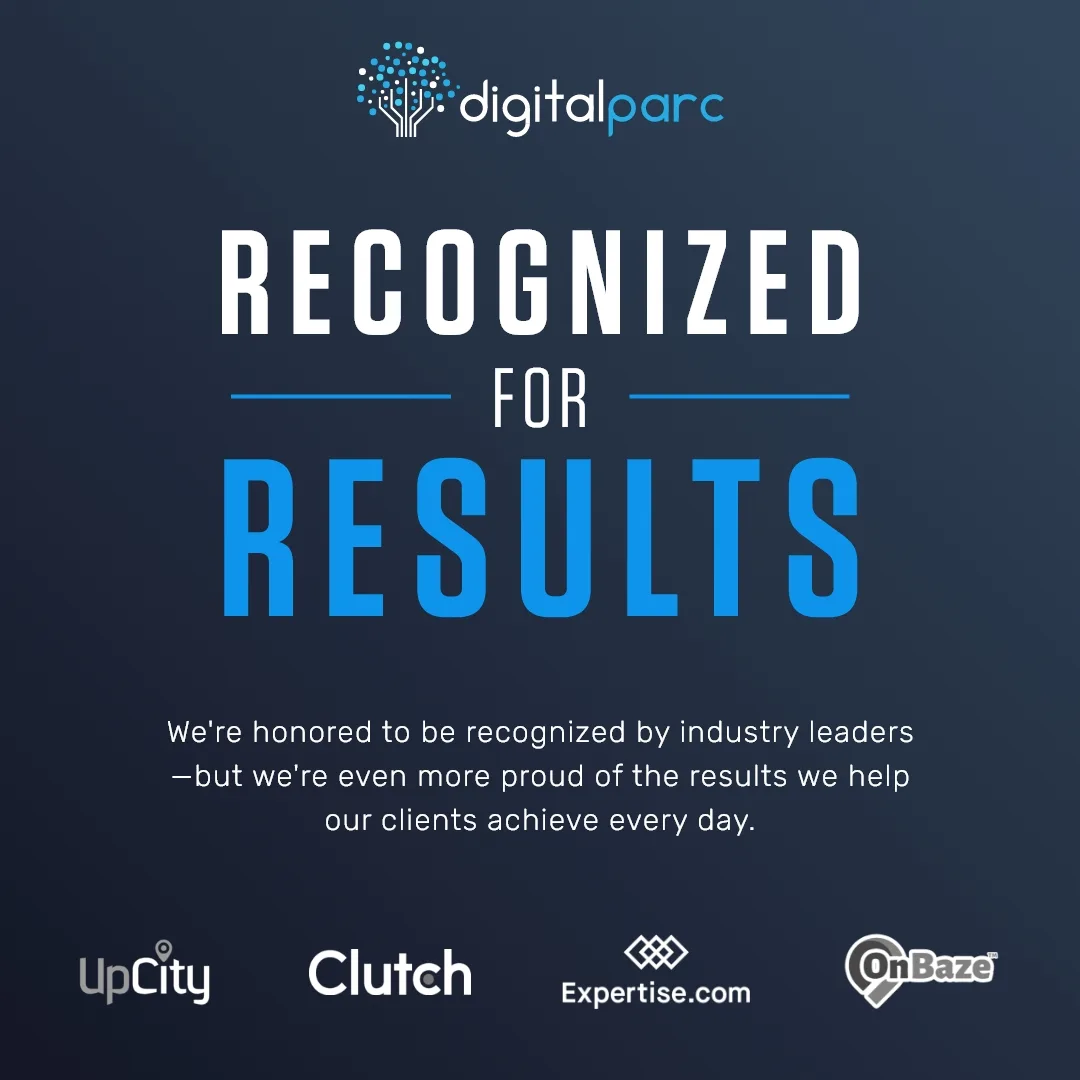 digitalparc
RECOGNIZED
FOR
RESULTS
We're honored to be recognized by industry leaders
—but we're even more proud of the results we help
our clients achieve every day.
UpCity
Clutch
Expertise.com
OnBaze™